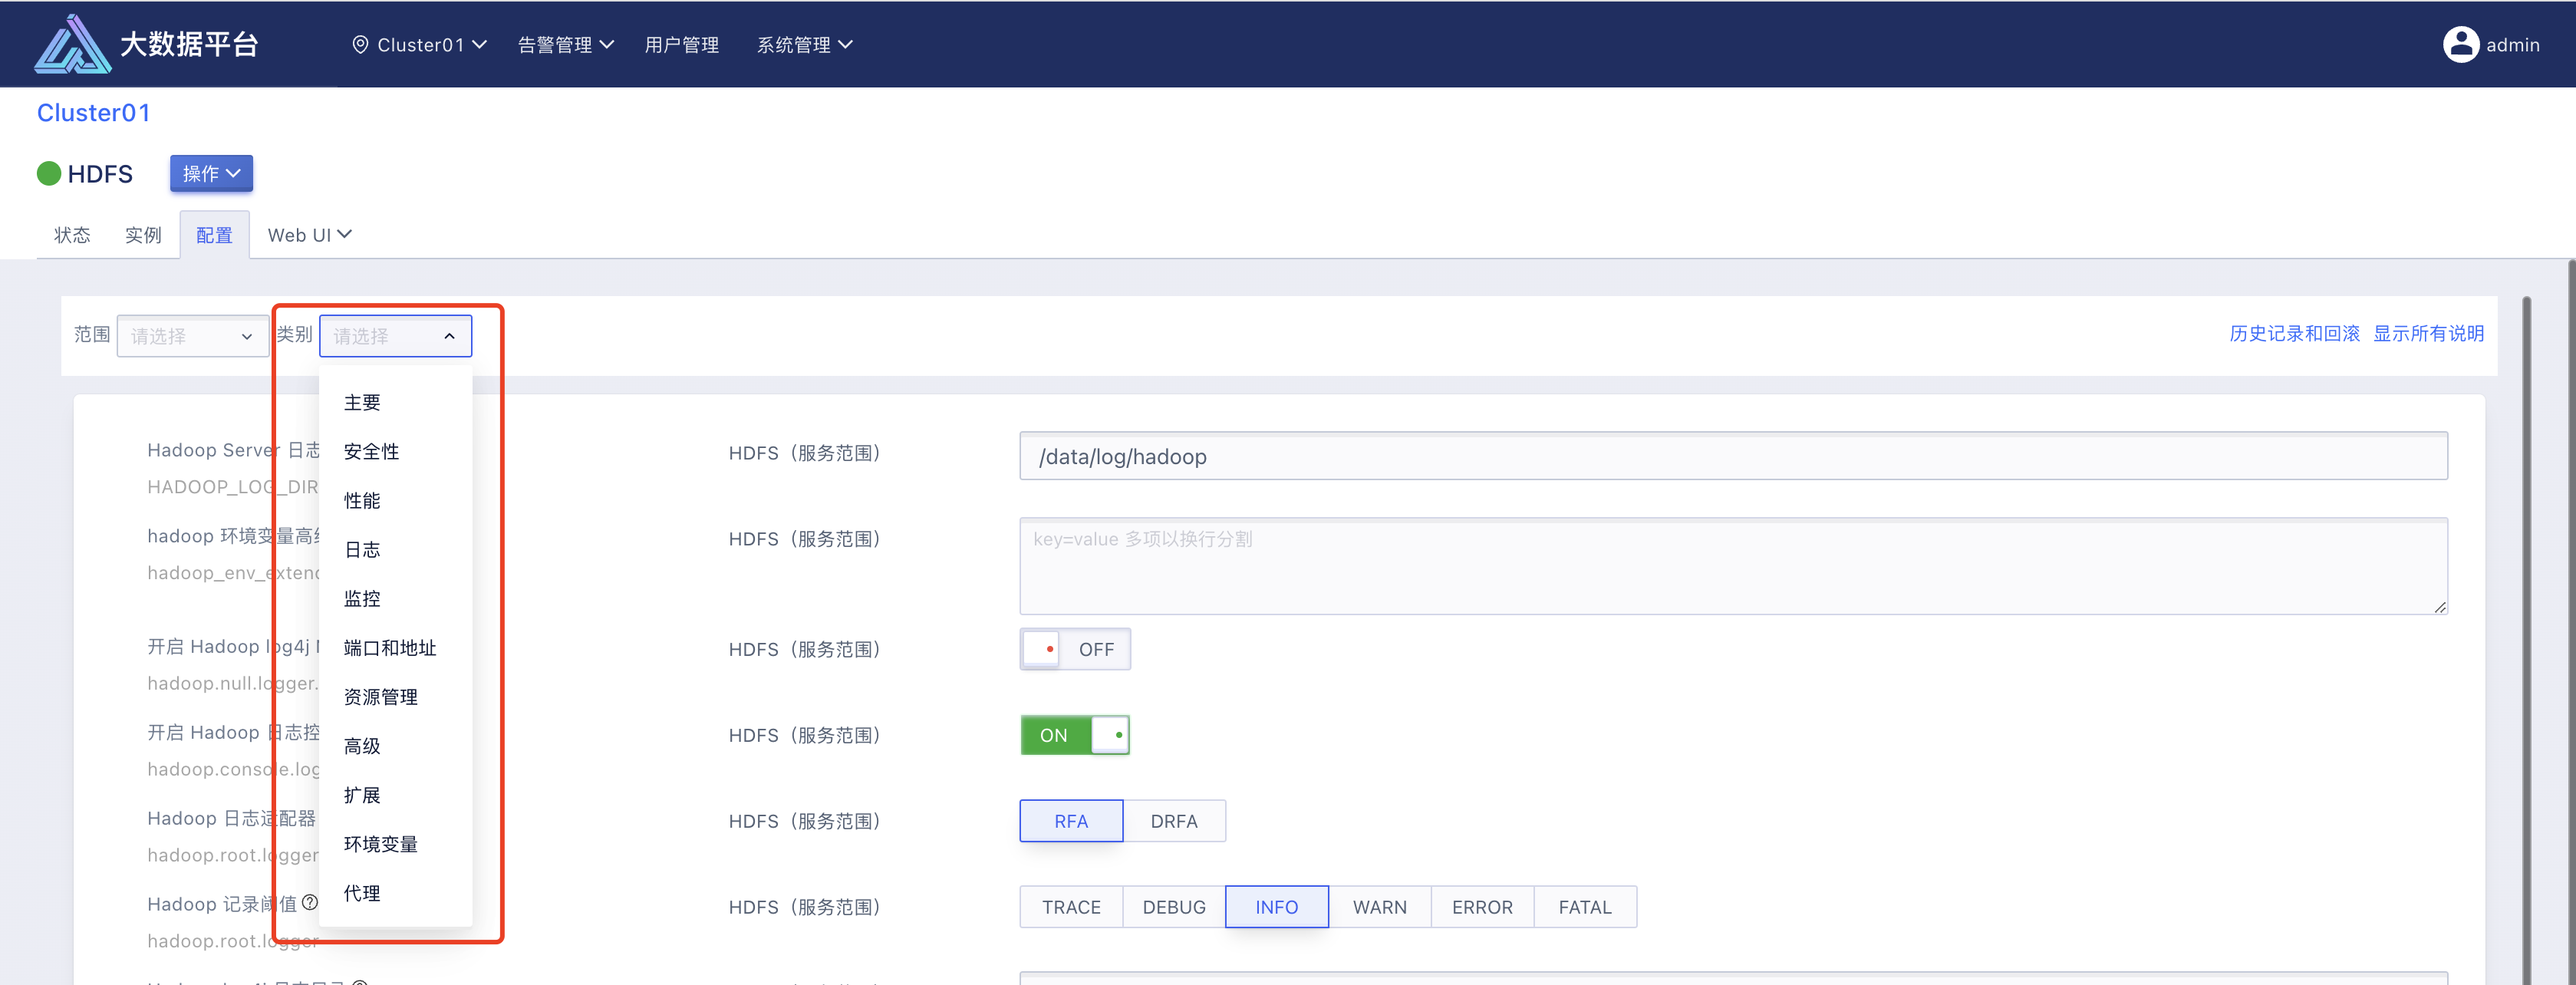 大数据平台
Cluster01
告警管理
用户管理
系统管理
admin
Cluster01
HDFS
操作
状态
实例
配置
Web UI
范围
请选择
类别
请选择
历史记录和回滚
显示所有说明
主要
安全性
性能
日志
监控
端口和地址
资源管理
高级
扩展
环境变量
代理
Hadoop Server 日志
HDFS（服务范围）
/data/log/hadoop
HADOOP_LOG_DIR
hadoop 环境变量高级
HDFS（服务范围）
key=value 多项以换行分割
hadoop_env_extend
开启 Hadoop log4j
HDFS（服务范围）
OFF
hadoop.null.logger.
开启 Hadoop 日志控
HDFS（服务范围）
ON
hadoop.console.log
Hadoop 日志适配器
HDFS（服务范围）
RFA
DRFA
hadoop.root.logger
Hadoop 记录阈值
HDFS（服务范围）
TRACE
DEBUG
INFO
WARN
ERROR
FATAL
hadoop.root.logger